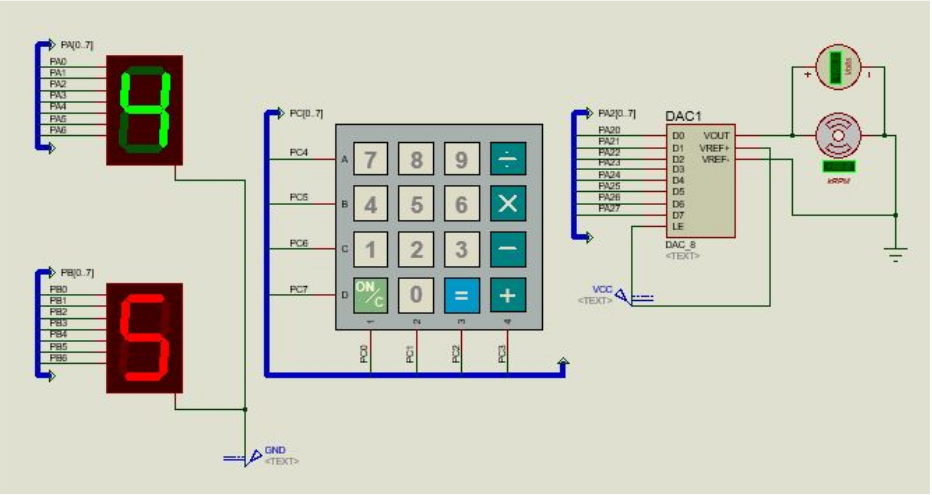 PA[0..7]
PA0
PA1
PA2
PA3
PA4
PA5
PA6
4
PB[0..7]
PB0
PB1
PB2
PB3
PB4
PB5
PB6
5
GND
<TEXT>
PC[0..7]
PC4
PC5
PC6
PC7
A
B
C
D
7 8 9 ÷
4 5 6 ×
1 2 3 −
ON/C 0 = +
1 2 3 4
PC0 PC1 PC2 PC3
PA2[0..7]
PA20
PA21
PA22
PA23
PA24
PA25
PA26
PA27
DAC1
D0 VOUT
D1 VREF+
D2 VREF-
D3
D4
D5
D6
D7
LE
DAC_8
<TEXT>
VCC
<TEXT>
+ Volts -
kRPM